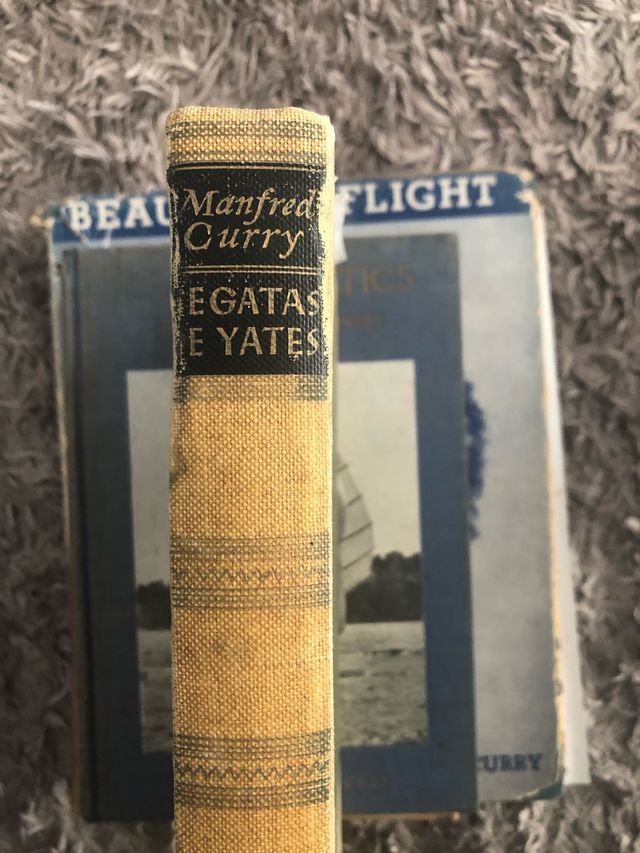 Manfred
Curry
EGATAS
E YATES
BEAU FLIGHT
TICS
CURRY